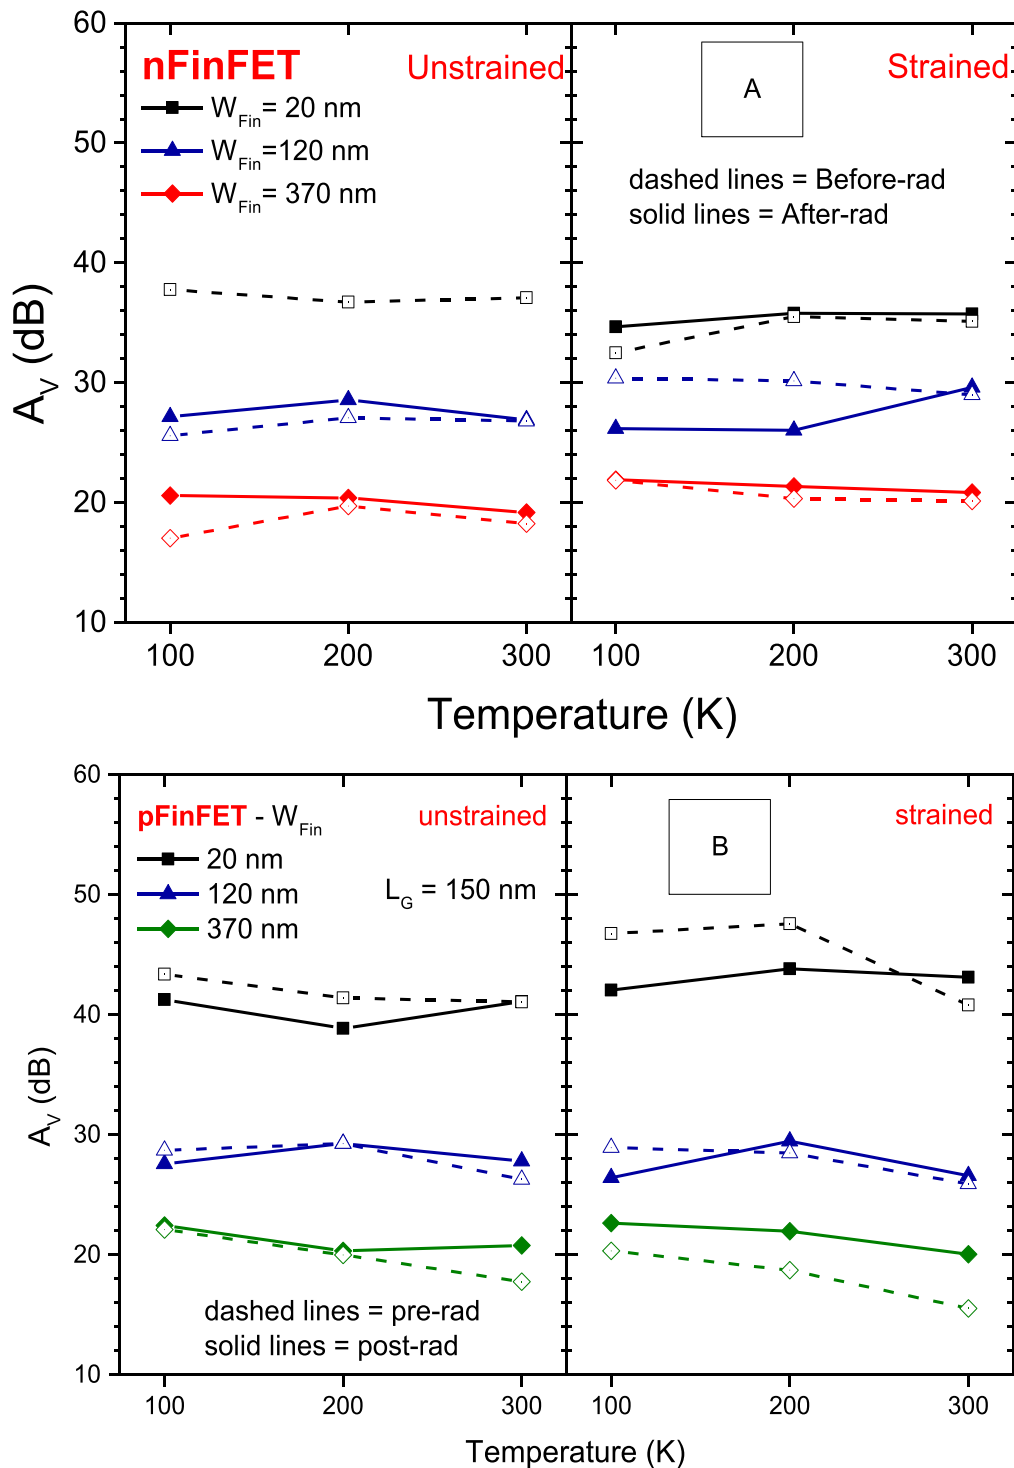 60
50
40
30
20
10
A_V (dB)
nFinFET
Unstrained
W_Fin= 20 nm
W_Fin=120 nm
W_Fin= 370 nm
A
Strained
dashed lines = Before-rad
solid lines = After-rad
100 200 300 100 200 300
Temperature (K)
60
50
40
30
20
10
A_V (dB)
pFinFET - W_Fin
unstrained
20 nm
120 nm
370 nm
L_G = 150 nm
B
strained
dashed lines = pre-rad
solid lines = post-rad
100 200 300 100 200 300
Temperature (K)